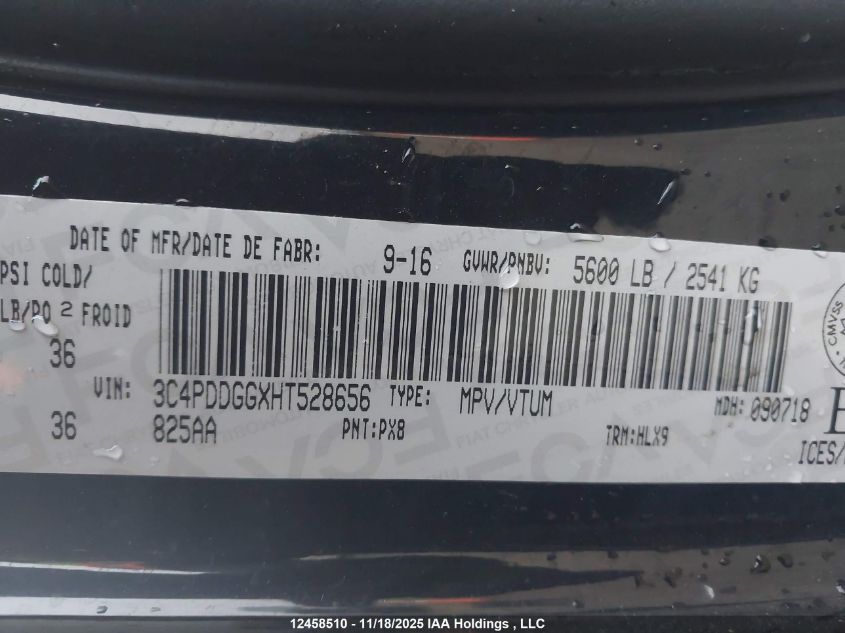 DATE OF MFR/DATE DE FABR: 9-16 GVWR/PNBV: 5600 LB / 2541 KG
PSI COLD/
LB/PO 2 FROID
36
VIN: 3C4PDDGGXHT528656 TYPE: MPV/VTUM MDH: 090718
36 825AA PNT:PX8 TRM:HLX9
ICES/
CMVSS
12458510 - 11/18/2025 IAA Holdings , LLC